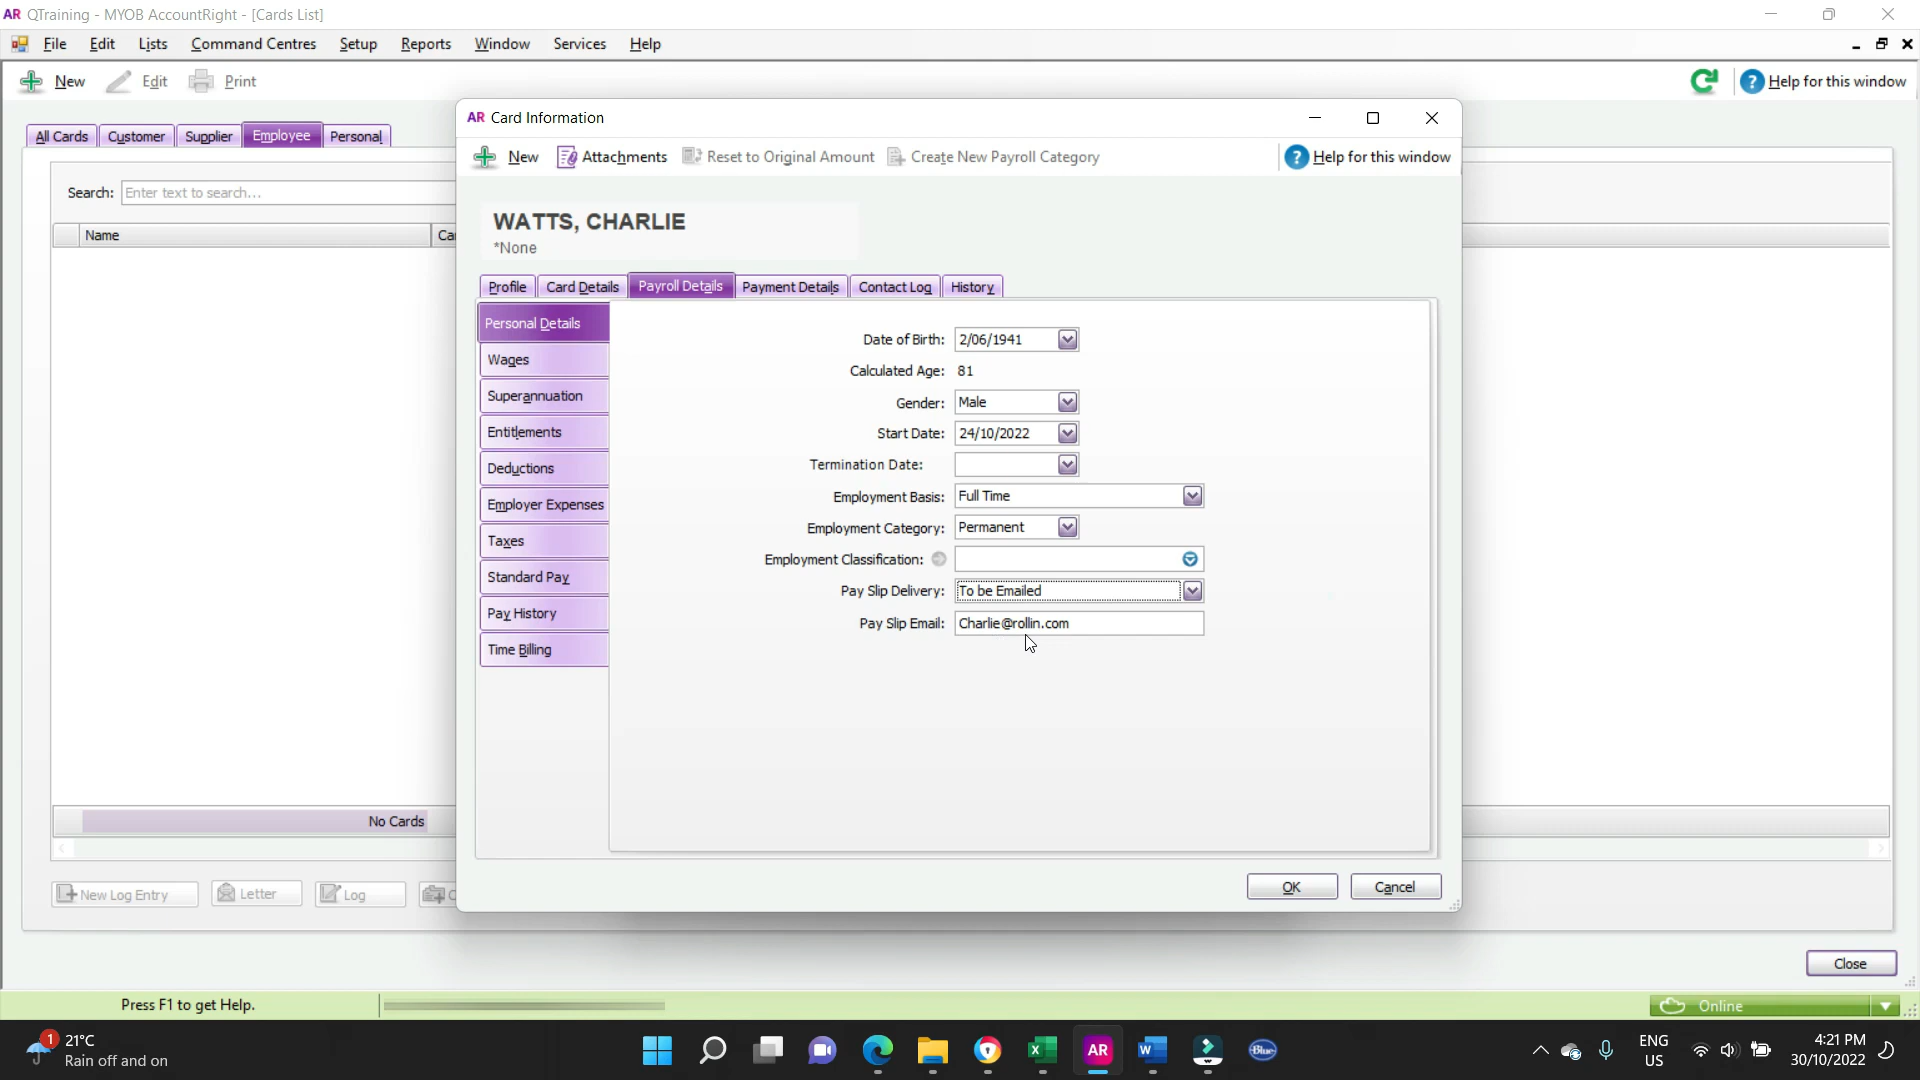 AR QTraining - MYOB AccountRight - [Cards List]
File Edit Lists Command Centres Setup Reports Window Services Help
New Edit Print Help for this window
AR Card Information
All Cards Customer Supplier Employee Personal
New Attachments Reset to Original Amount Create New Payroll Category Help for this window
Search: Enter text to search...
WATTS, CHARLIE
Name
*None
Profile Card Details Payroll Details Payment Details Contact Log History
Personal Details
Wages
Superannuation
Entitlements
Deductions
Employer Expenses
Taxes
Standard Pay
Pay History
Time Billing
Date of Birth: 2/06/1941
Calculated Age: 81
Gender: Male
Start Date: 24/10/2022
Termination Date:
Employment Basis: Full Time
Employment Category: Permanent
Employment Classification:
Pay Slip Delivery: To be Emailed
Pay Slip Email: Charlie@rollin.com
No Cards
New Log Entry Letter Log
OK Cancel
Close
Press F1 to get Help. Online
1 21°C
Rain off and on
AR
Blue
ENG
US
4:21 PM
30/10/2022